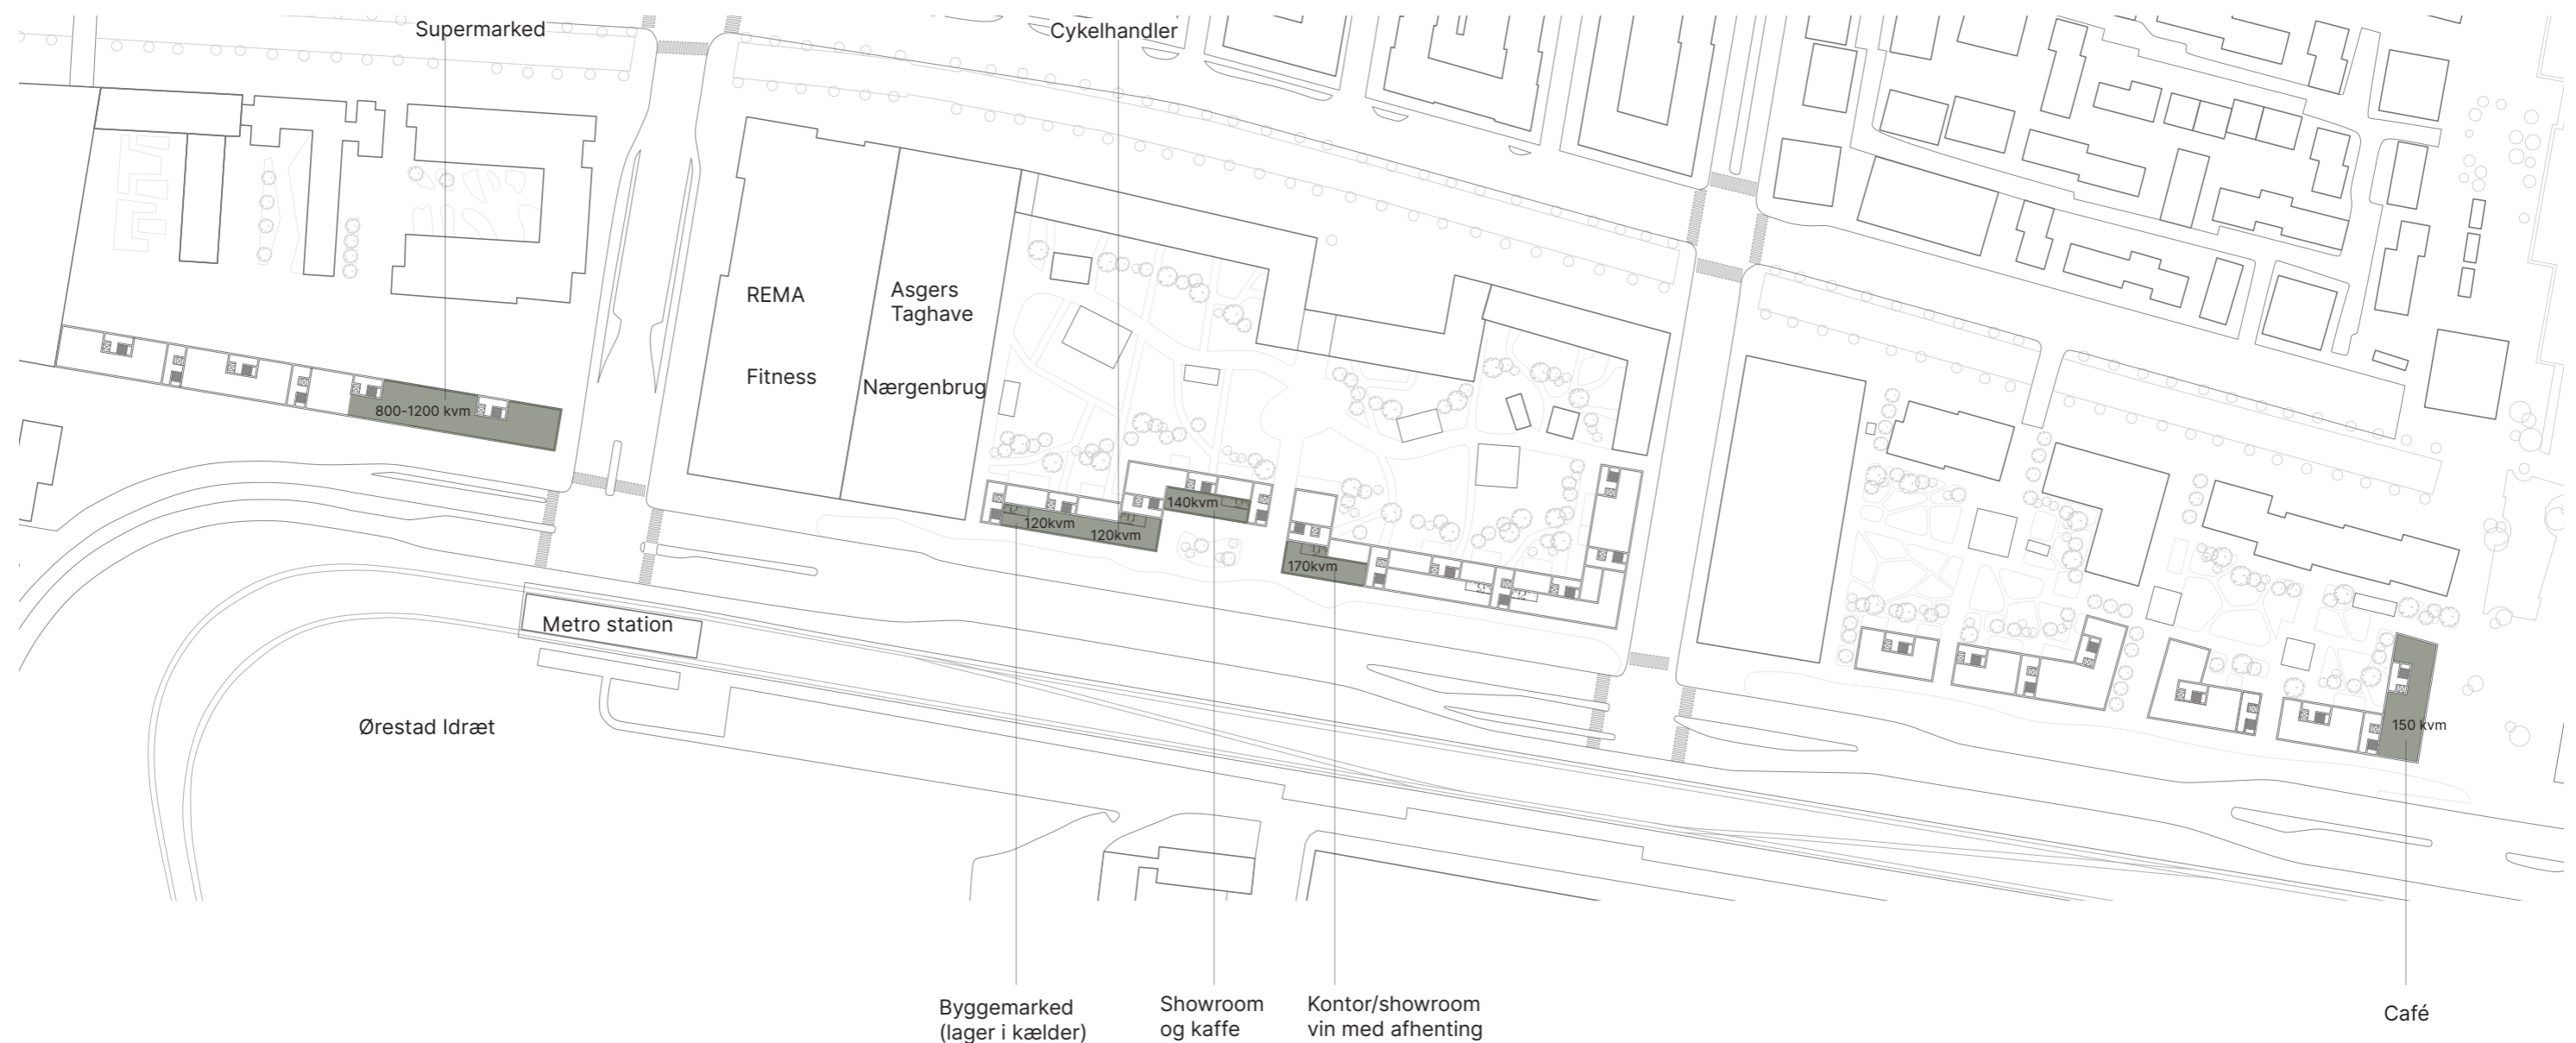 Supermarked
Cykelhandler
REMA
Asgers
Taghave
Fitness
Nærgenbrug
800-1200 kvm
120kvm
120kvm
140kvm
170kvm
Metro station
Ørestad Idræt
150 kvm
Byggemarked
(lager i kælder)
Showroom
og kaffe
Kontor/showroom
vin med afhenting
Café